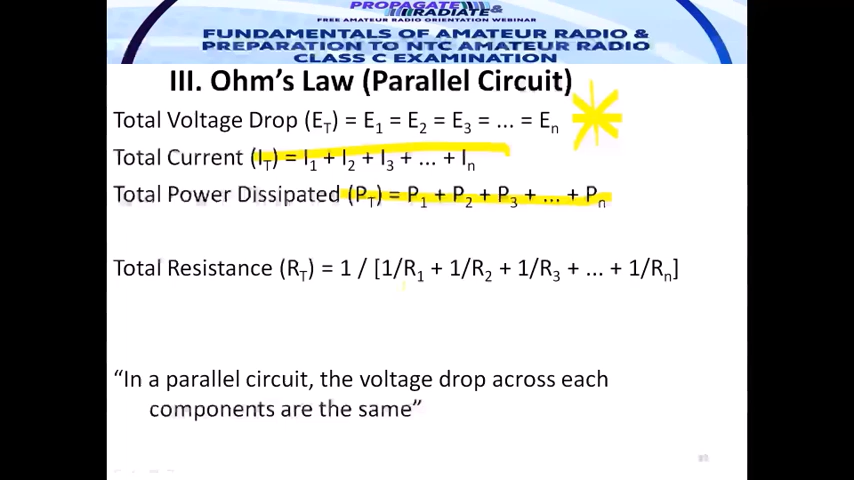 PROPAGATE &
RADIATE
FREE AMATEUR RADIO ORIENTATION WEBINAR
FUNDAMENTALS OF AMATEUR RADIO &
PREPARATION TO NTC AMATEUR RADIO
CLASS C EXAMINATION
III. Ohm's Law (Parallel Circuit)
Total Voltage Drop (E_T) = E_1 = E_2 = E_3 = ... = E_n
Total Current (I_T) = I_1 + I_2 + I_3 + ... + I_n
Total Power Dissipated (P_T) = P_1 + P_2 + P_3 + ... + P_n
Total Resistance (R_T) = 1 / [1/R_1 + 1/R_2 + 1/R_3 + ... + 1/R_n]
“In a parallel circuit, the voltage drop across each
components are the same”